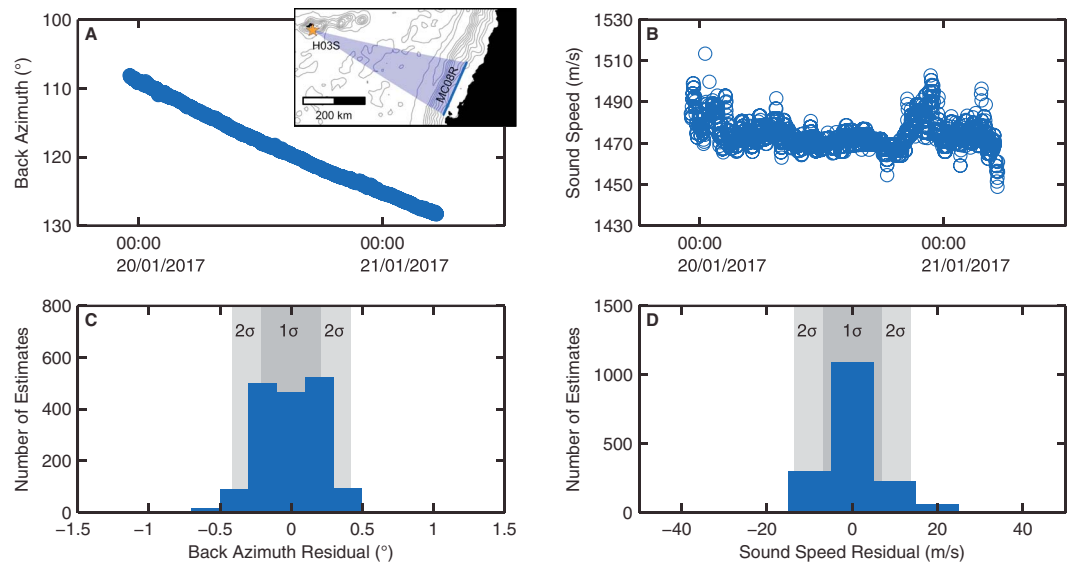 A
100
105
110
120
130
Back Azimuth (°)
00:00
20/01/2017
00:00
21/01/2017
H03S
MC08R
200 km
B
1530
1510
1490
1470
1450
1430
Sound Speed (m/s)
00:00
20/01/2017
00:00
21/01/2017
C
800
600
400
200
0
Number of Estimates
2σ
1σ
2σ
−1.5
−1
−0.5
0
0.5
1
1.5
Back Azimuth Residual (°)
D
1500
1000
500
0
Number of Estimates
2σ
1σ
2σ
−40
−20
0
20
40
Sound Speed Residual (m/s)